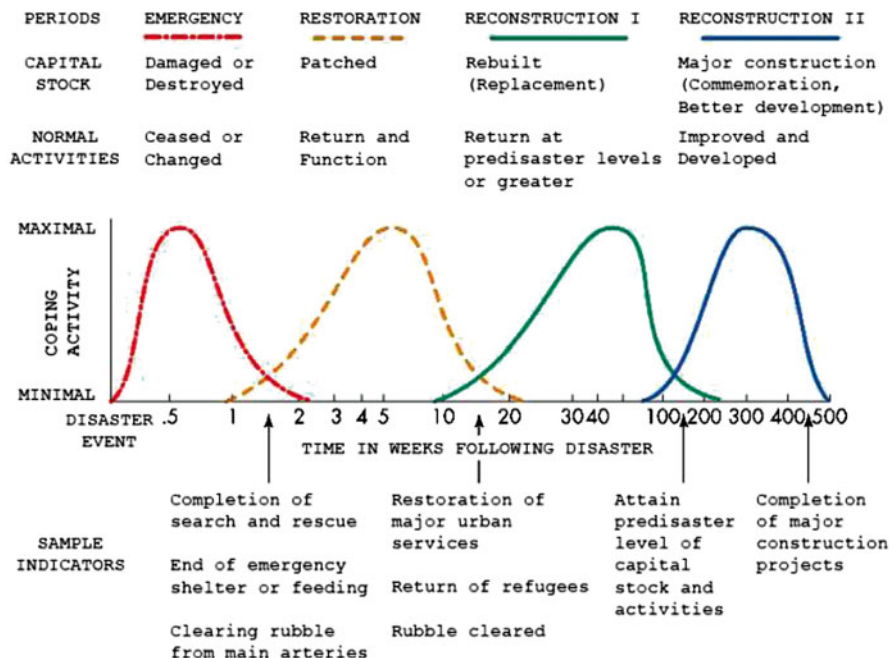 PERIODS EMERGENCY RESTORATION RECONSTRUCTION I RECONSTRUCTION II
CAPITAL STOCK
Damaged or Destroyed
Patched
Rebuilt (Replacement)
Major construction (Commemoration, Better development)
NORMAL ACTIVITIES
Ceased or Changed
Return and Function
Return at predisaster levels or greater
Improved and Developed
MAXIMAL
COPING ACTIVITY
MINIMAL
DISASTER EVENT
.5 1 2 3 4 5 10 20 30 40 100 200 300 400 500
TIME IN WEEKS FOLLOWING DISASTER
SAMPLE INDICATORS
Completion of search and rescue
End of emergency shelter or feeding
Clearing rubble from main arteries
Restoration of major urban services
Return of refugees
Rubble cleared
Attain predisaster level of capital stock and activities
Completion of major construction projects